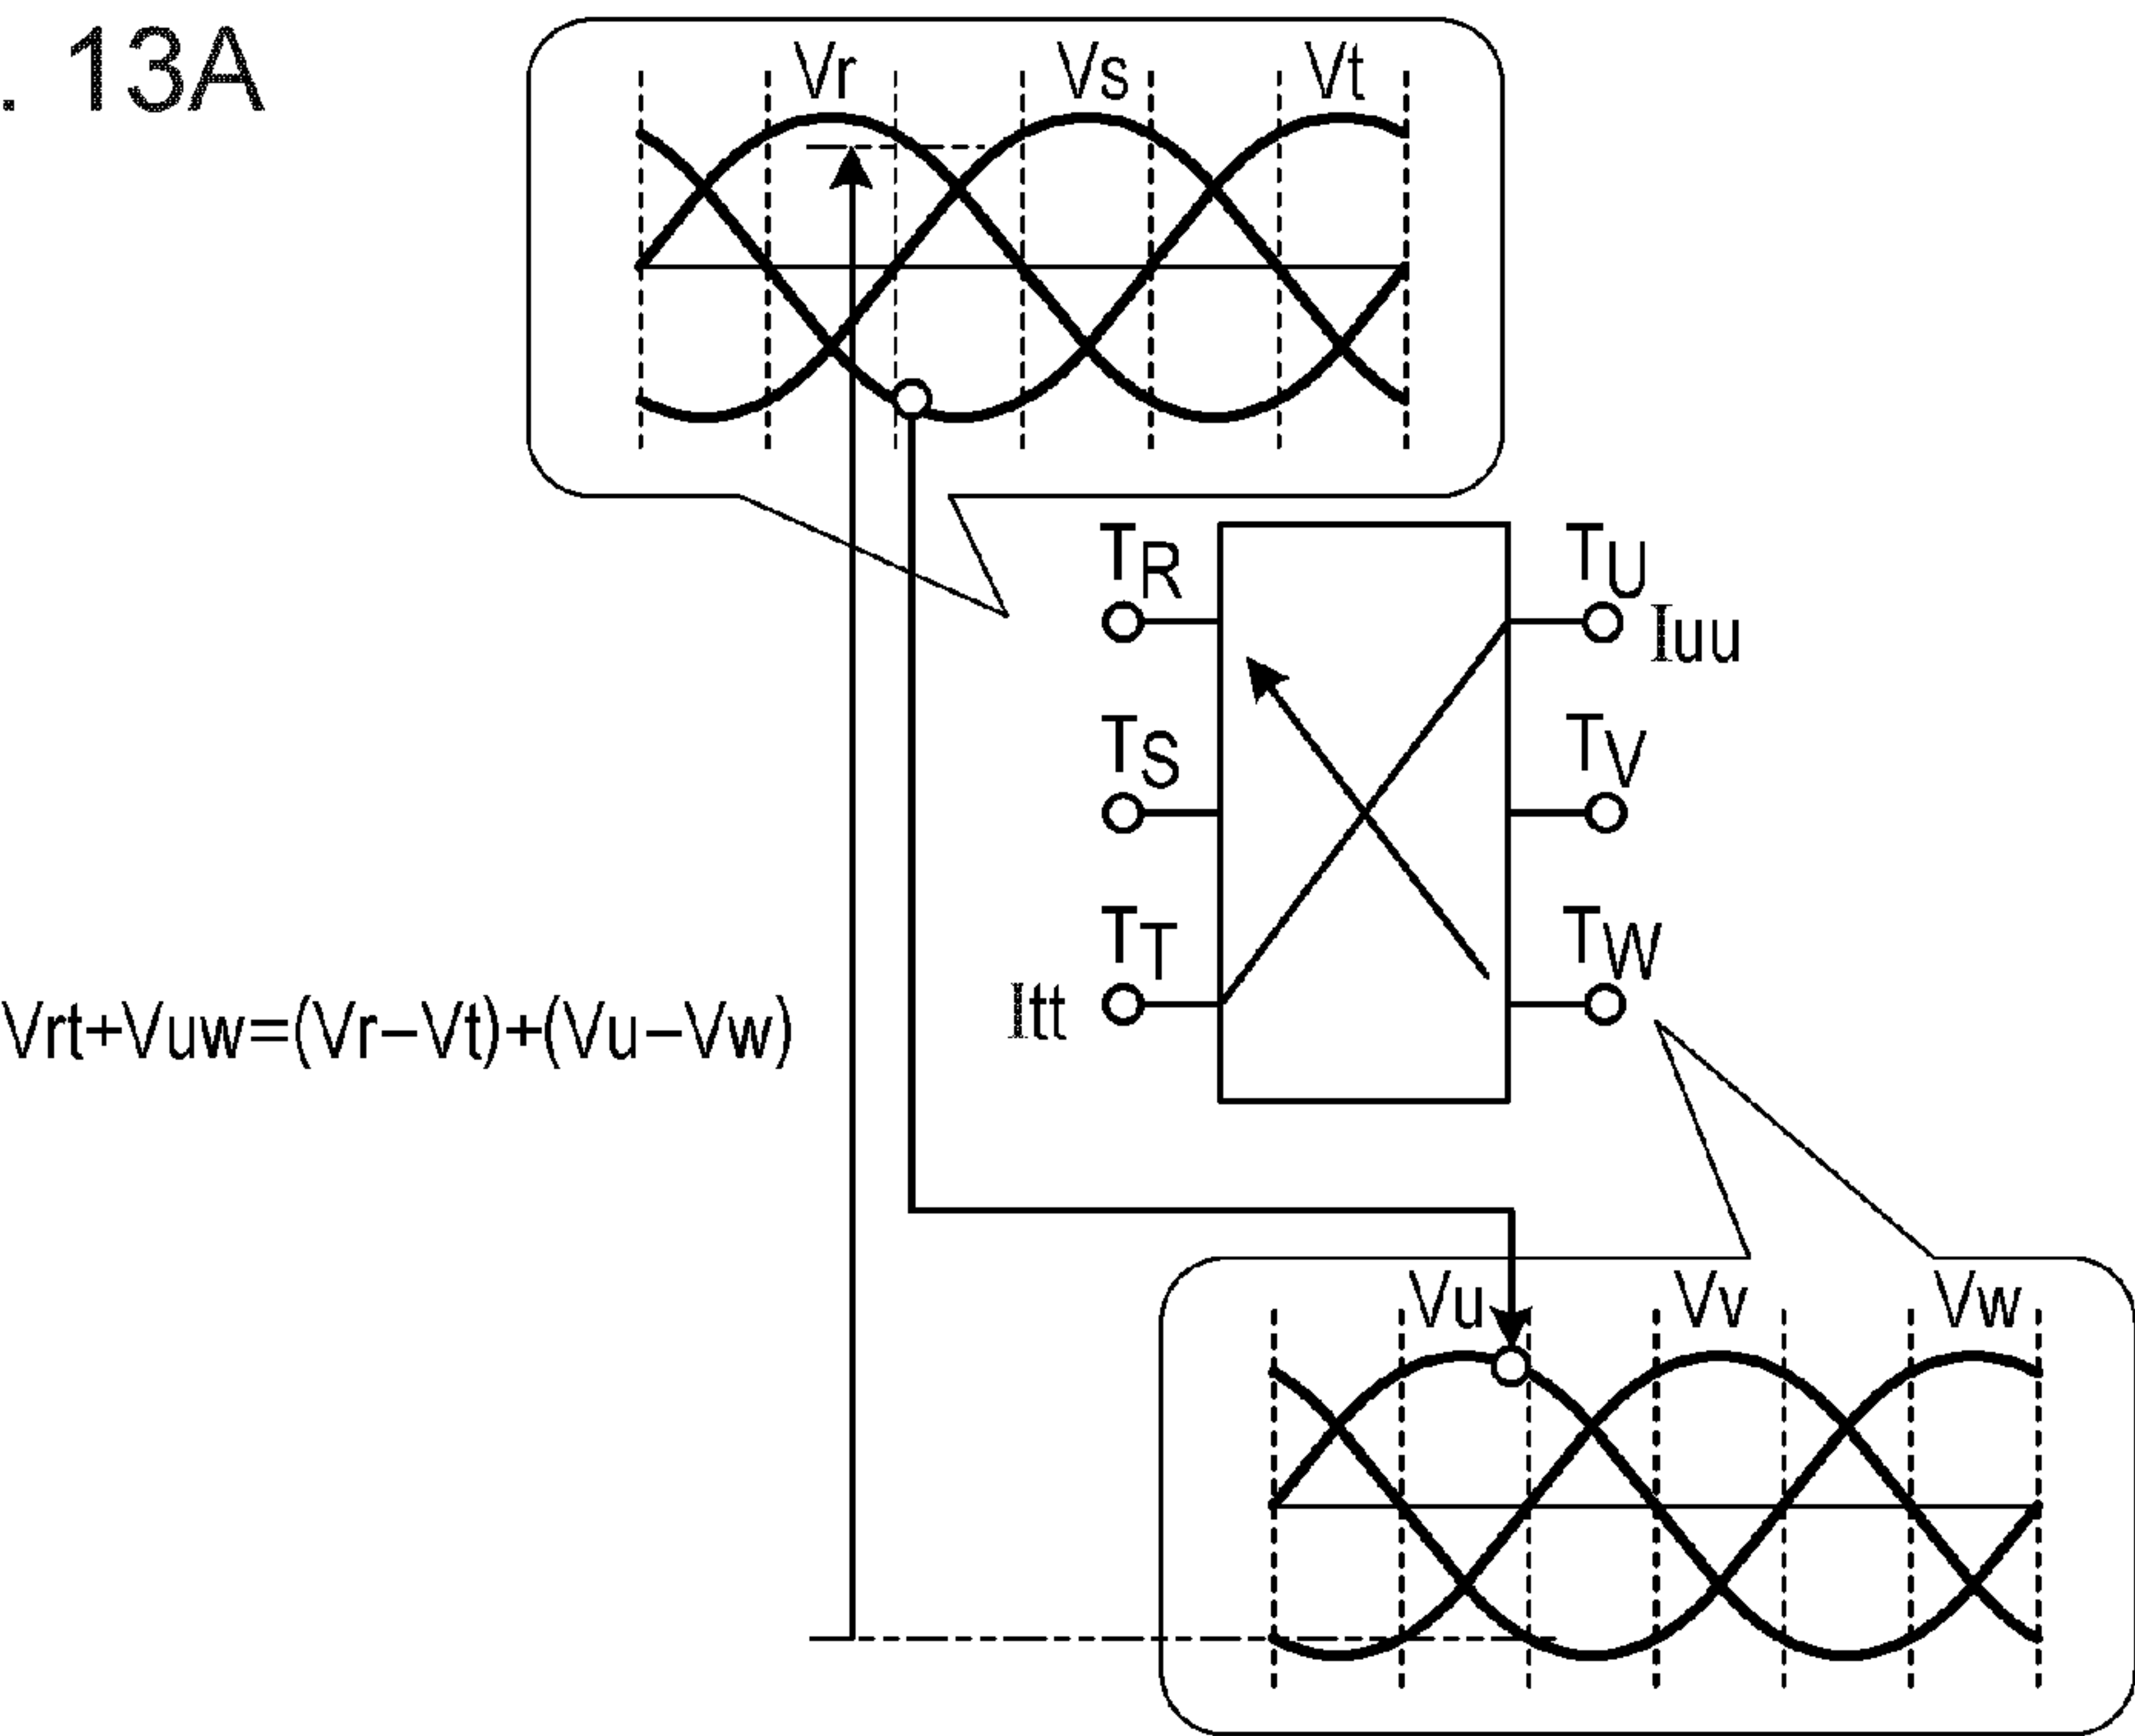 . 13A
Vr
Vs
Vt
TR
TU
Iuu
TS
TV
TT
TW
Itt
Vrt+Vuw=(Vr−Vt)+(Vu−Vw)
Vu
Vv
Vw